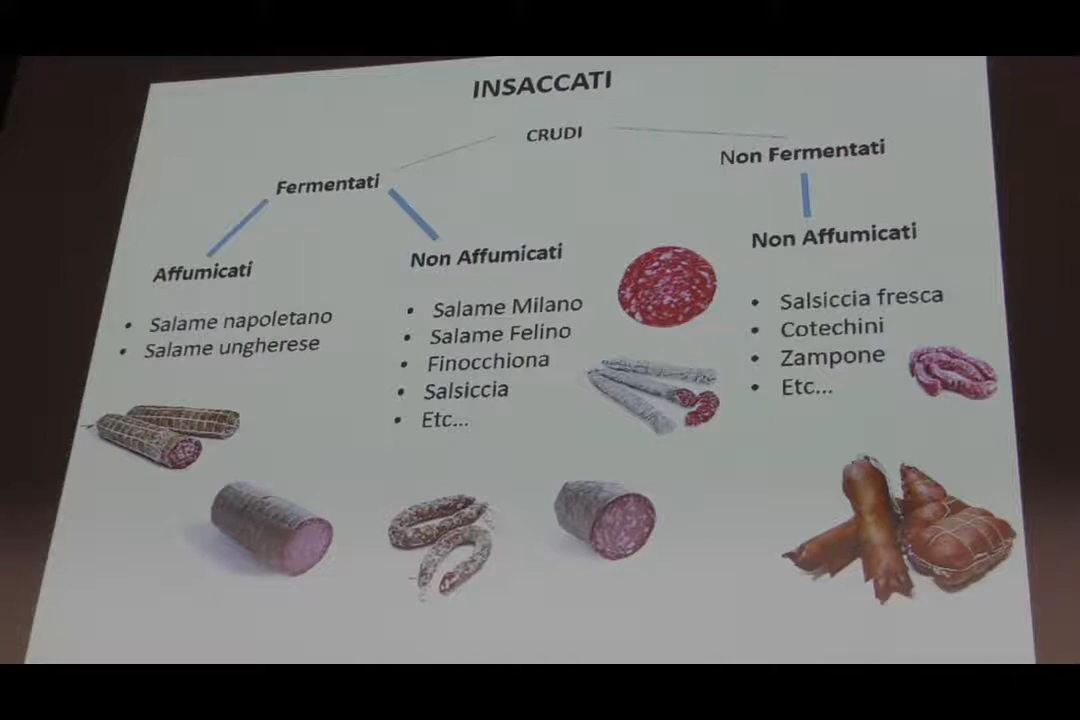 INSACCATI
CRUDI
Fermentati
Non Fermentati
Affumicati
Non Affumicati
Non Affumicati
• Salame napoletano
• Salame ungherese
• Salame Milano
• Salame Felino
• Finocchiona
• Salsiccia
• Etc...
• Salsiccia fresca
• Cotechini
• Zampone
• Etc...